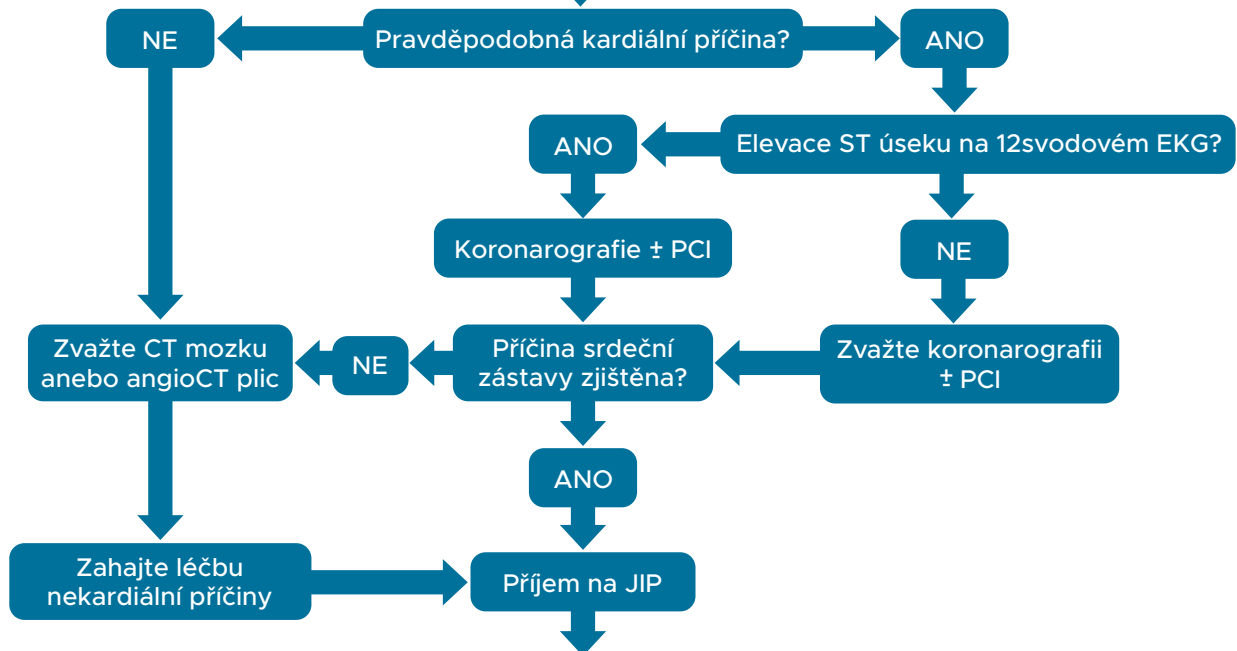 NE
Pravděpodobná kardiální příčina?
ANO
ANO
Elevace ST úseku na 12svodovém EKG?
Koronarografie ± PCI
NE
Zvažte CT mozku
anebo angioCT plic
NE
Příčina srdeční
zástavy zjištěna?
Zvažte koronarografii
± PCI
ANO
Zahajte léčbu
nekardiální příčiny
Příjem na JIP